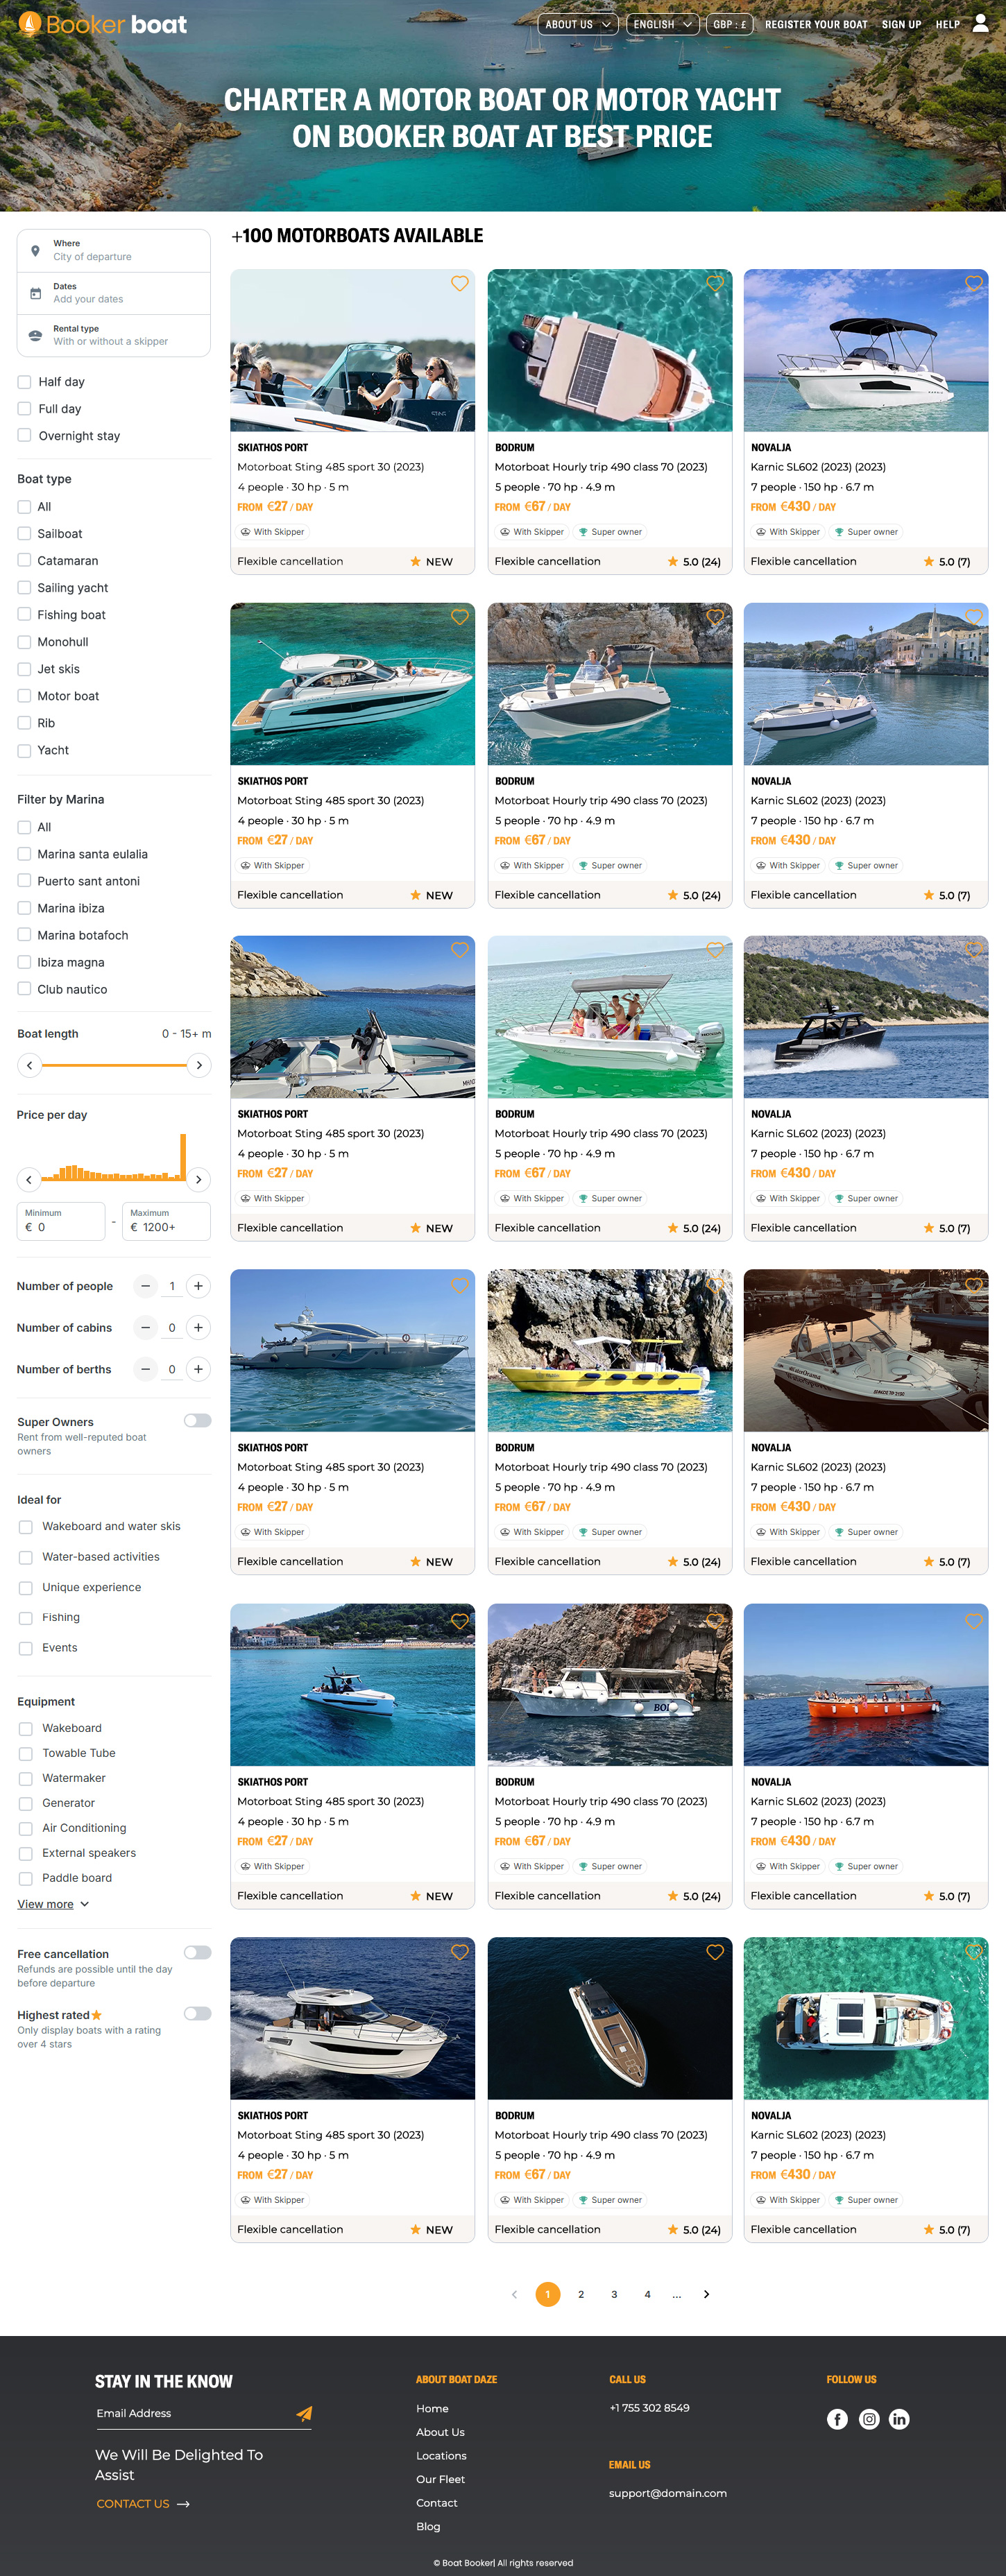 Booker boat
ABOUT US
ENGLISH
GBP : £
REGISTER YOUR BOAT
SIGN UP
HELP
CHARTER A MOTOR BOAT OR MOTOR YACHT
ON BOOKER BOAT AT BEST PRICE
Where
City of departure
Dates
Add your dates
Rental type
With or without a skipper
Half day
Full day
Overnight stay
Boat type
All
Sailboat
Catamaran
Sailing yacht
Fishing boat
Monohull
Jet skis
Motor boat
Rib
Yacht
Filter by Marina
All
Marina santa eulalia
Puerto sant antoni
Marina ibiza
Marina botafoch
Ibiza magna
Club nautico
Boat length
0 - 15+ m
Price per day
Minimum
€ 0
-
Maximum
€ 1200+
Number of people
1
Number of cabins
0
Number of berths
0
Super Owners
Rent from well-reputed boat
owners
Ideal for
Wakeboard and water skis
Water-based activities
Unique experience
Fishing
Events
Equipment
Wakeboard
Towable Tube
Watermaker
Generator
Air Conditioning
External speakers
Paddle board
View more
Free cancellation
Refunds are possible until the day
before departure
Highest rated
Only display boats with a rating
over 4 stars
+100 MOTORBOATS AVAILABLE
SKIATHOS PORT
Motorboat Sting 485 sport 30 (2023)
4 people · 30 hp · 5 m
FROM €27 / DAY
With Skipper
Flexible cancellation
NEW
BODRUM
Motorboat Hourly trip 490 class 70 (2023)
5 people · 70 hp · 4.9 m
FROM €67 / DAY
With Skipper
Super owner
Flexible cancellation
5.0 (24)
NOVALJA
Karnic SL602 (2023) (2023)
7 people · 150 hp · 6.7 m
FROM €430 / DAY
With Skipper
Super owner
Flexible cancellation
5.0 (7)
SKIATHOS PORT
Motorboat Sting 485 sport 30 (2023)
4 people · 30 hp · 5 m
FROM €27 / DAY
With Skipper
Flexible cancellation
NEW
BODRUM
Motorboat Hourly trip 490 class 70 (2023)
5 people · 70 hp · 4.9 m
FROM €67 / DAY
With Skipper
Super owner
Flexible cancellation
5.0 (24)
NOVALJA
Karnic SL602 (2023) (2023)
7 people · 150 hp · 6.7 m
FROM €430 / DAY
With Skipper
Super owner
Flexible cancellation
5.0 (7)
SKIATHOS PORT
Motorboat Sting 485 sport 30 (2023)
4 people · 30 hp · 5 m
FROM €27 / DAY
With Skipper
Flexible cancellation
NEW
BODRUM
Motorboat Hourly trip 490 class 70 (2023)
5 people · 70 hp · 4.9 m
FROM €67 / DAY
With Skipper
Super owner
Flexible cancellation
5.0 (24)
NOVALJA
Karnic SL602 (2023) (2023)
7 people · 150 hp · 6.7 m
FROM €430 / DAY
With Skipper
Super owner
Flexible cancellation
5.0 (7)
SKIATHOS PORT
Motorboat Sting 485 sport 30 (2023)
4 people · 30 hp · 5 m
FROM €27 / DAY
With Skipper
Flexible cancellation
NEW
BODRUM
Motorboat Hourly trip 490 class 70 (2023)
5 people · 70 hp · 4.9 m
FROM €67 / DAY
With Skipper
Super owner
Flexible cancellation
5.0 (24)
NOVALJA
Karnic SL602 (2023) (2023)
7 people · 150 hp · 6.7 m
FROM €430 / DAY
With Skipper
Super owner
Flexible cancellation
5.0 (7)
SKIATHOS PORT
Motorboat Sting 485 sport 30 (2023)
4 people · 30 hp · 5 m
FROM €27 / DAY
With Skipper
Flexible cancellation
NEW
BODRUM
Motorboat Hourly trip 490 class 70 (2023)
5 people · 70 hp · 4.9 m
FROM €67 / DAY
With Skipper
Super owner
Flexible cancellation
5.0 (24)
NOVALJA
Karnic SL602 (2023) (2023)
7 people · 150 hp · 6.7 m
FROM €430 / DAY
With Skipper
Super owner
Flexible cancellation
5.0 (7)
SKIATHOS PORT
Motorboat Sting 485 sport 30 (2023)
4 people · 30 hp · 5 m
FROM €27 / DAY
With Skipper
Flexible cancellation
NEW
BODRUM
Motorboat Hourly trip 490 class 70 (2023)
5 people · 70 hp · 4.9 m
FROM €67 / DAY
With Skipper
Super owner
Flexible cancellation
5.0 (24)
NOVALJA
Karnic SL602 (2023) (2023)
7 people · 150 hp · 6.7 m
FROM €430 / DAY
With Skipper
Super owner
Flexible cancellation
5.0 (7)
1 2 3 4 ...
STAY IN THE KNOW
Email Address
We Will Be Delighted To
Assist
CONTACT US
ABOUT BOAT DAZE
Home
About Us
Locations
Our Fleet
Contact
Blog
CALL US
+1 755 302 8549
EMAIL US
support@domain.com
FOLLOW US
© Boat Booker| All rights reserved